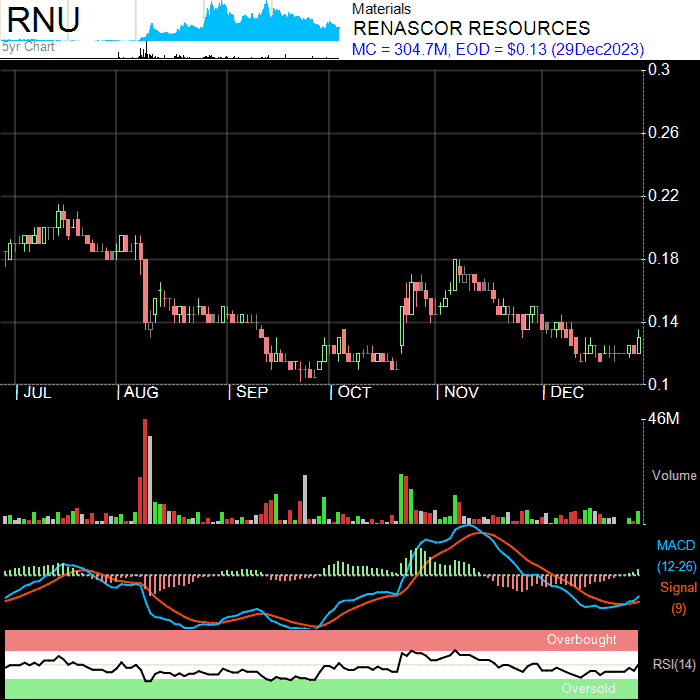 RNU
5yr Chart
Materials
RENASCOR RESOURCES
MC = 304.7M, EOD = $0.13 (29Dec2023)
0.3
0.26
0.22
0.18
0.14
0.1
JUL AUG SEP OCT NOV DEC
46M
Volume
MACD
(12-26)
Signal
(9)
Overbought
RSI(14)
Oversold